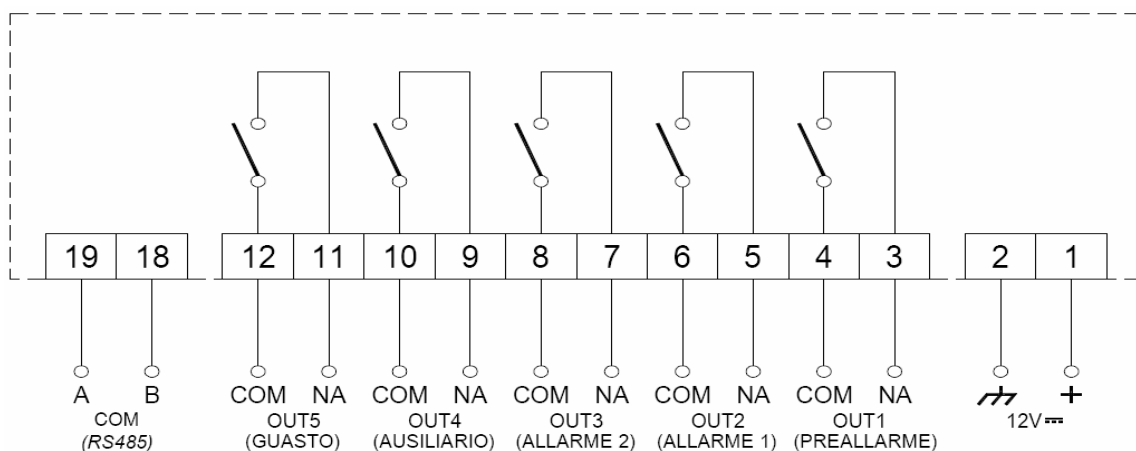 19 18 12 11 10 9 8 7 6 5 4 3 2 1
A B COM NA COM NA COM NA COM NA COM NA +
COM OUT5 OUT4 OUT3 OUT2 OUT1 12V
(RS485) (GUASTO) (AUSILIARIO) (ALLARME 2) (ALLARME 1) (PREALLARME)